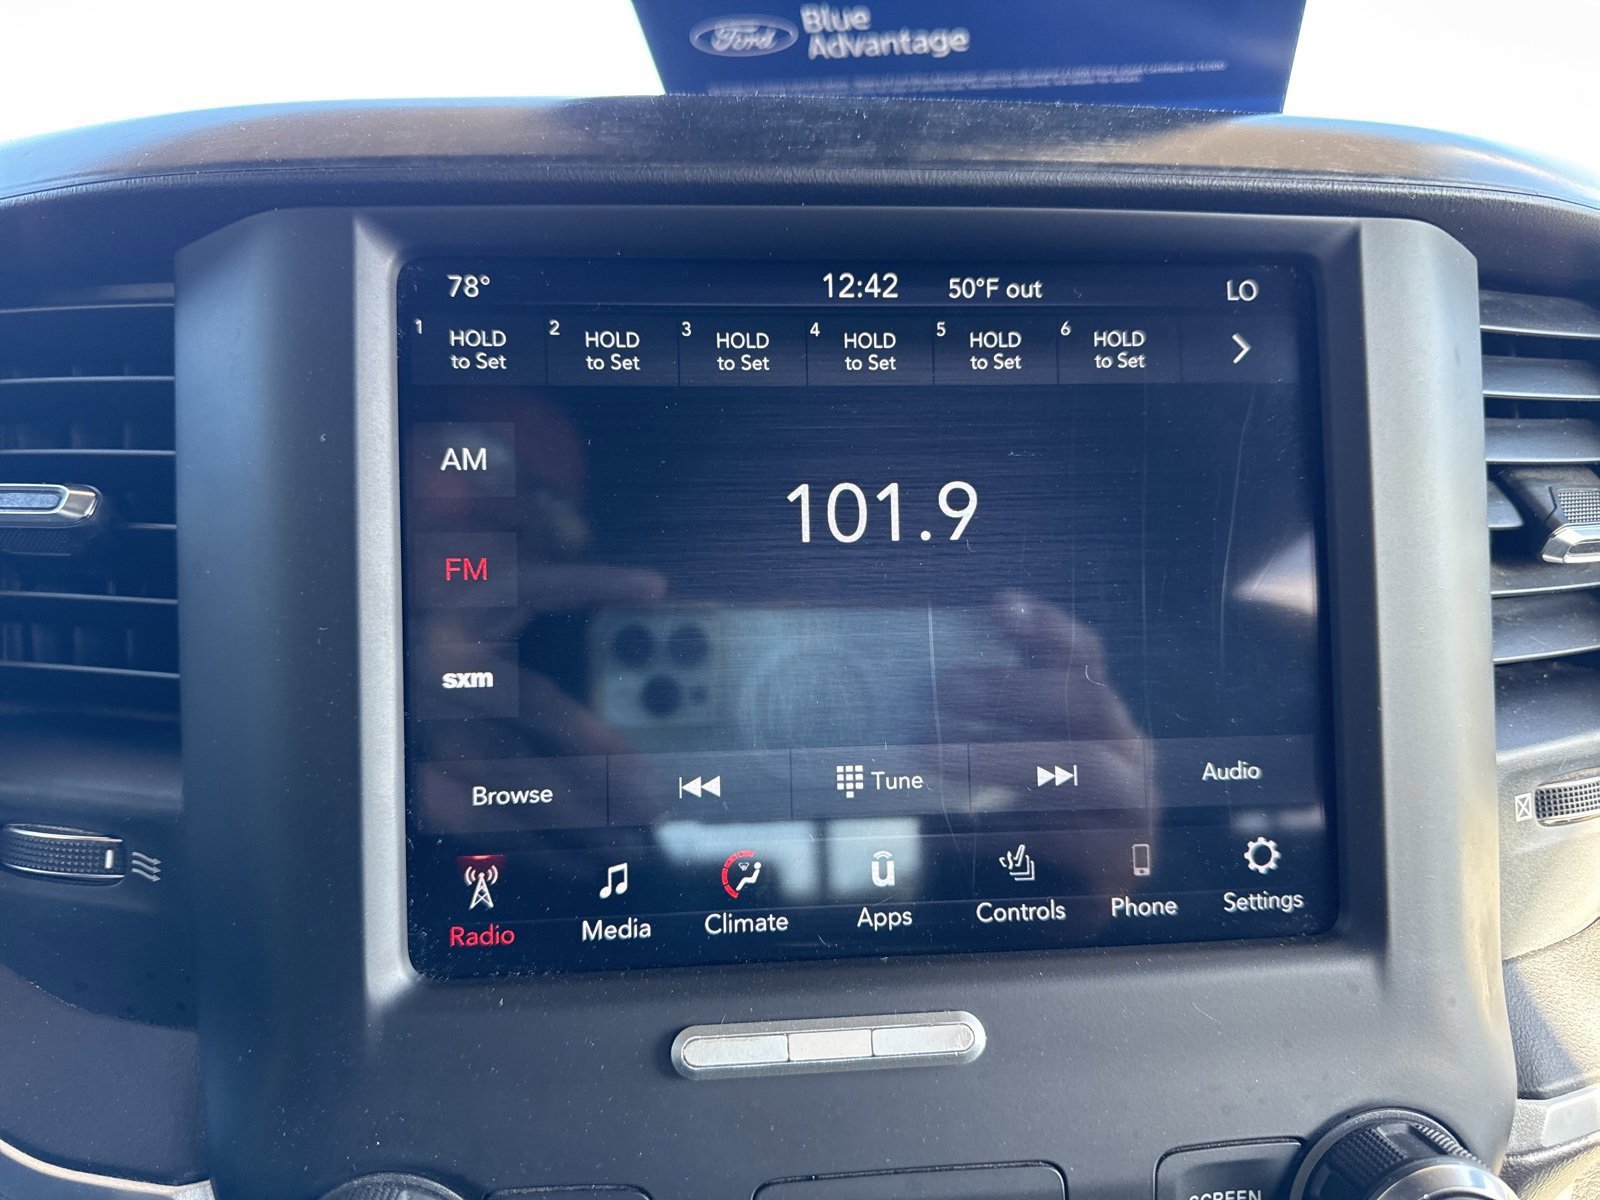 Ford Blue
Advantage
78° 12:42 50°F out LO
1 HOLD to Set
2 HOLD to Set
3 HOLD to Set
4 HOLD to Set
5 HOLD to Set
6 HOLD to Set
AM
101.9
FM
sxm
Browse Tune Audio
Radio Media Climate Apps Controls Phone Settings
SCREEN